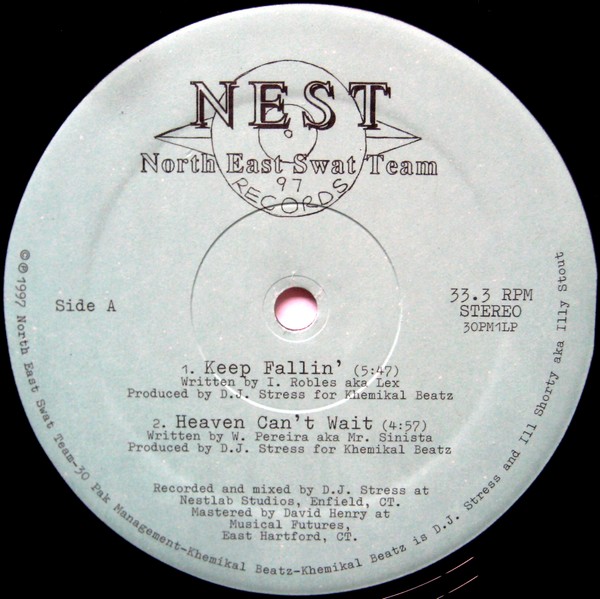 NEST
North East Swat Team
97
RECORDS
Side A
33.3 RPM
STEREO
30PM1LP
1. Keep Fallin' (5:47)
Written by I. Robles aka Lex
Produced by D.J. Stress for Khemikal Beatz
2. Heaven Can't Wait (4:57)
Written by W. Pereira aka Mr. Sinista
Produced by D.J. Stress for Khemikal Beatz
Recorded and mixed by D.J. Stress at
Nestlab Studios, Enfield, CT.
Mastered by David Henry at
Musical Futures,
East Hartford, CT.
©℗ 1997 North East Swat Team-30 Pak Management-Khemikal Beatz-Khemikal Beatz is D.J. Stress and Ill Shorty aka Illy Stout